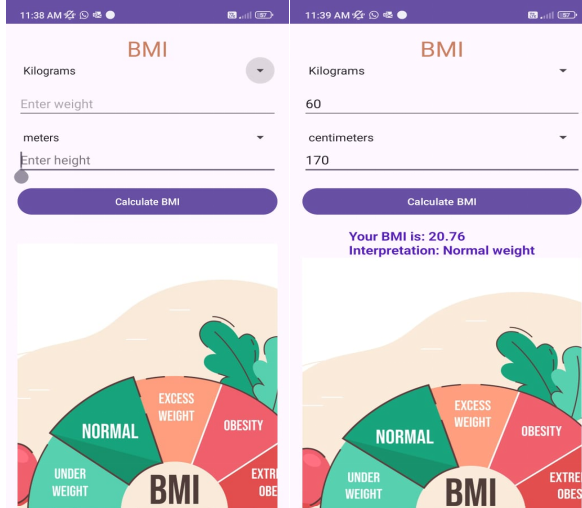 11:38 AM
BMI
Kilograms
Enter weight
meters
Enter height
Calculate BMI
NORMAL
EXCESS
WEIGHT
OBESITY
UNDER
WEIGHT
BMI
EXTRE
OBE
11:39 AM
BMI
Kilograms
60
centimeters
170
Calculate BMI
Your BMI is: 20.76
Interpretation: Normal weight
NORMAL
EXCESS
WEIGHT
OBESITY
UNDER
WEIGHT
BMI
EXTRE
OBES